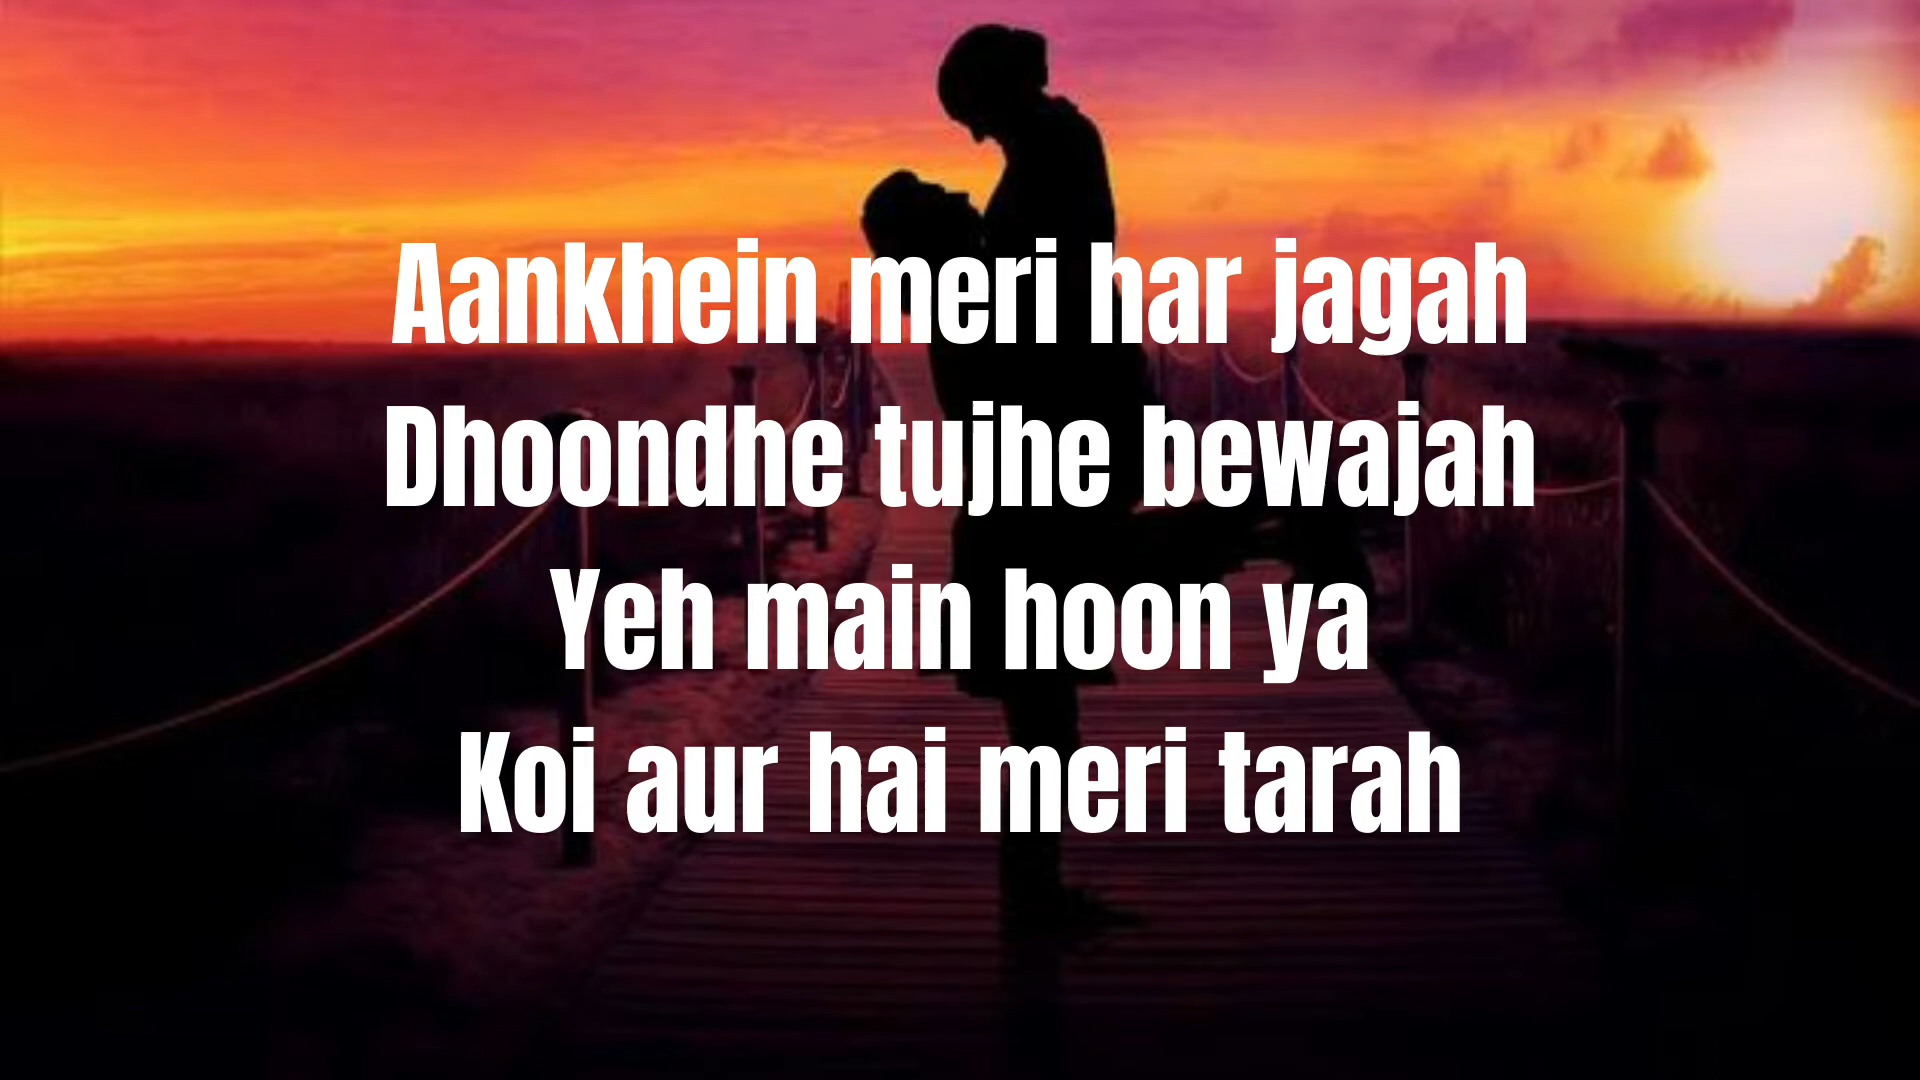 Aankhein meri har jagah
Dhoondhe tujhe bewajah
Yeh main hoon ya
Koi aur hai meri tarah